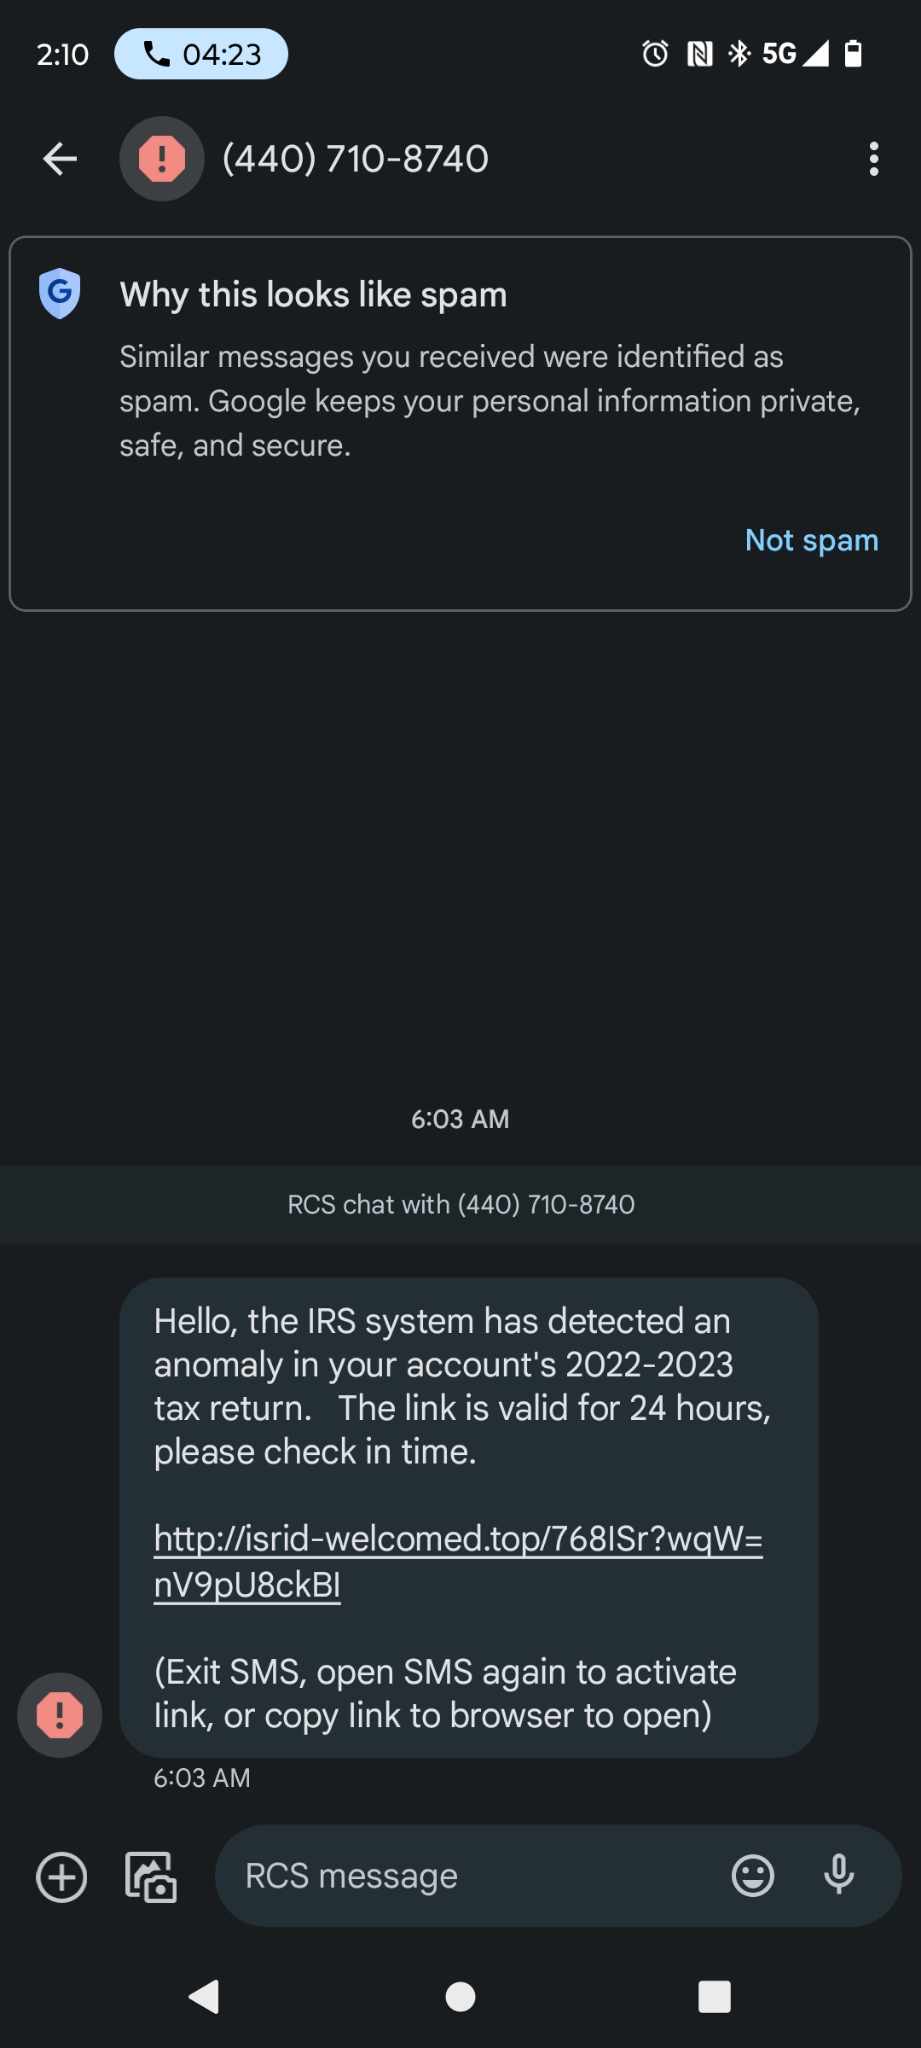 2:10 04:23 5G
(440) 710-8740
G
Why this looks like spam
Similar messages you received were identified as
spam. Google keeps your personal information private,
safe, and secure.
Not spam
6:03 AM
RCS chat with (440) 710-8740
Hello, the IRS system has detected an
anomaly in your account's 2022-2023
tax return.   The link is valid for 24 hours,
please check in time.
http://isrid-welcomed.top/768ISr?wqW=
nV9pU8ckBI
(Exit SMS, open SMS again to activate
link, or copy Iink to browser to open)
6:03 AM
RCS message